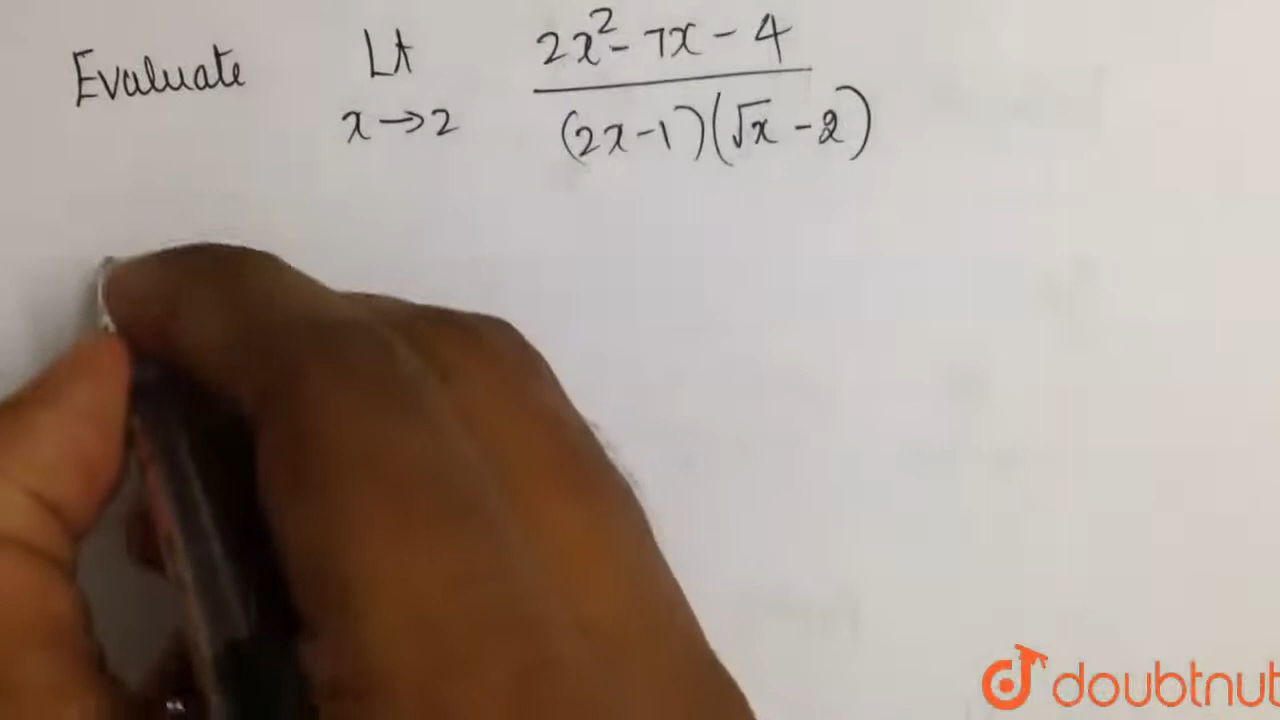 Evaluate Lt x→2 (2x² - 7x - 4) / ((2x-1)(√x - 2))
doubtnut